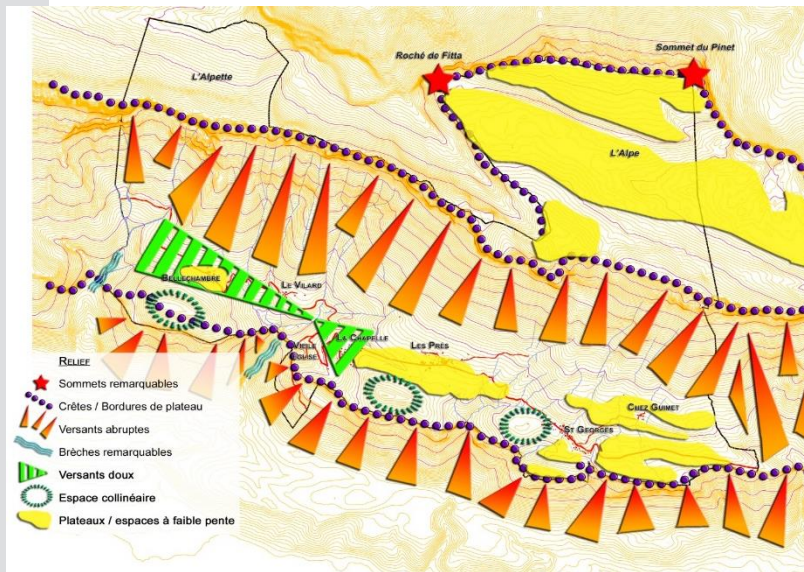 L'Alpette
Roché de Fitta
Sommet du Pinet
L'Alpe
BELLECHAMBRE
LE VILARD
VIEILLE EGLISE
LA CHAPELLE
LES PRÉS
CHEZ GUIMET
ST GEORGES
RELIEF
Sommets remarquables
Crêtes / Bordures de plateau
Versants abruptes
Brèches remarquables
Versants doux
Espace collinéaire
Plateaux / espaces à faible pente